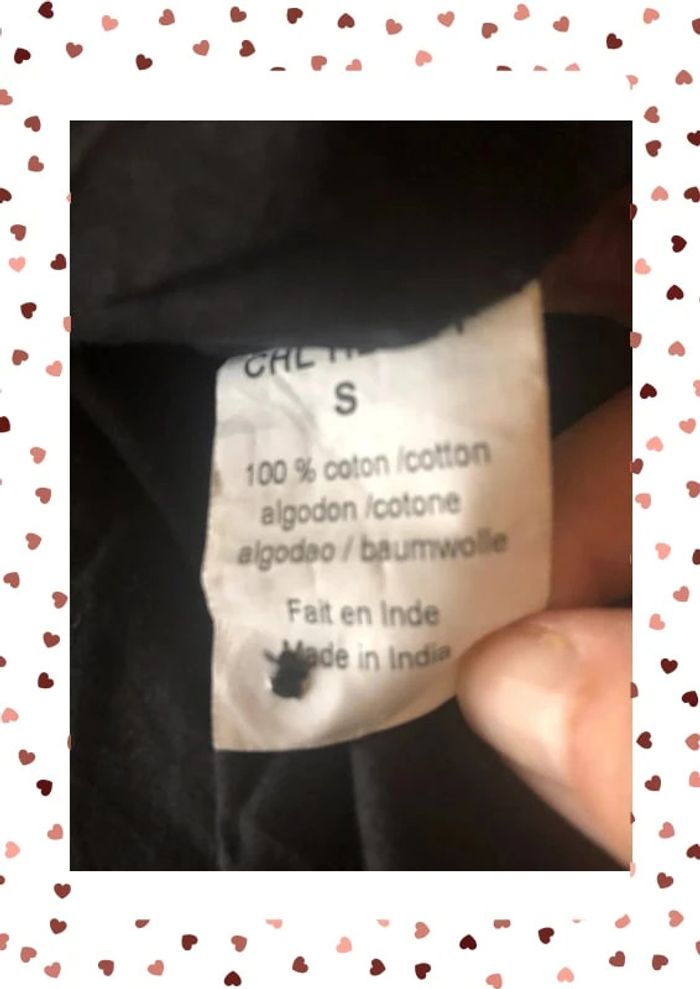 S
100 % coton /cotton
algodon /cotone
algodao / baumwolle
Fait en Inde
Made in India